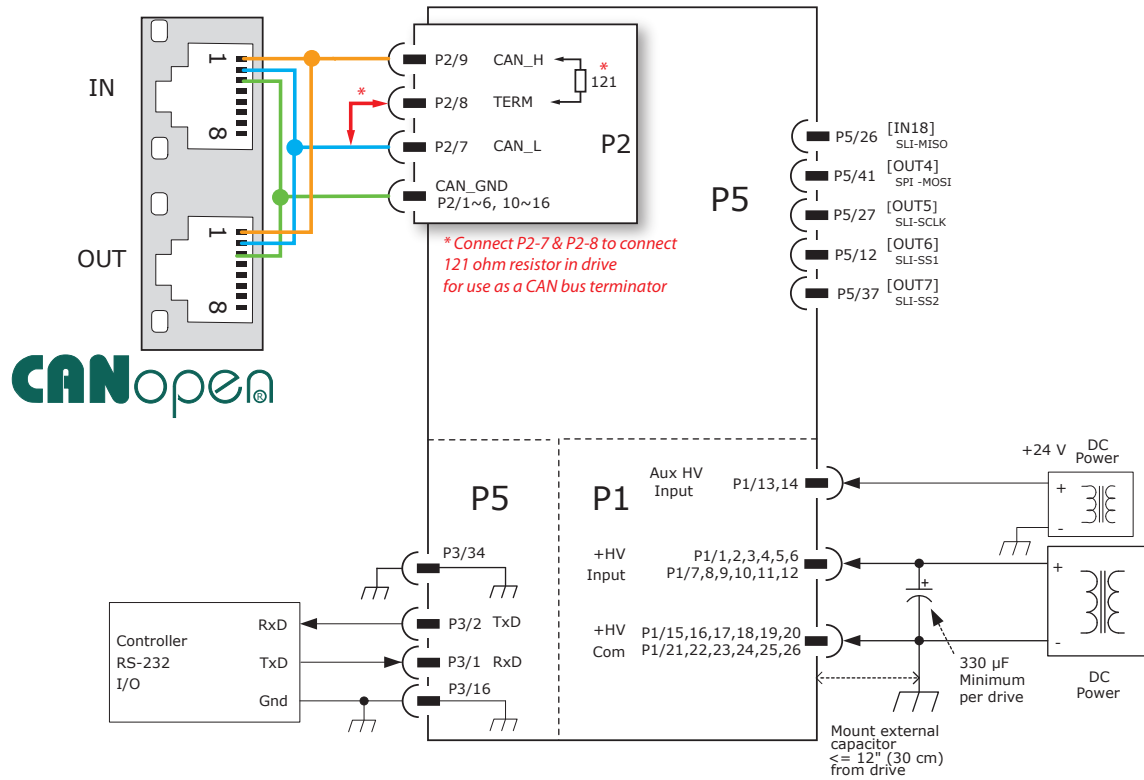 IN
1
8
OUT
1
8
CANopen®
P2/9 CAN_H
*
121
P2/8 TERM
*
P2/7 CAN_L
P2
CAN_GND
P2/1~6, 10~16
* Connect P2-7 & P2-8 to connect
121 ohm resistor in drive
for use as a CAN bus terminator
P5
P5/26 [IN18]
SLI-MISO
P5/41 [OUT4]
SPI -MOSI
P5/27 [OUT5]
SLI-SCLK
P5/12 [OUT6]
SLI-SS1
P5/37 [OUT7]
SLI-SS2
P5
P3/34
P3/2 TxD
P3/1 RxD
P3/16
Controller
RS-232
I/O
RxD
TxD
Gnd
P1
Aux HV
Input
P1/13,14
+HV
Input
P1/1,2,3,4,5,6
P1/7,8,9,10,11,12
+HV
Com
P1/15,16,17,18,19,20
P1/21,22,23,24,25,26
+24 V
DC
Power
+
-
+
-
DC
Power
+
330 µF
Minimum
per drive
Mount external
capacitor
<= 12" (30 cm)
from drive